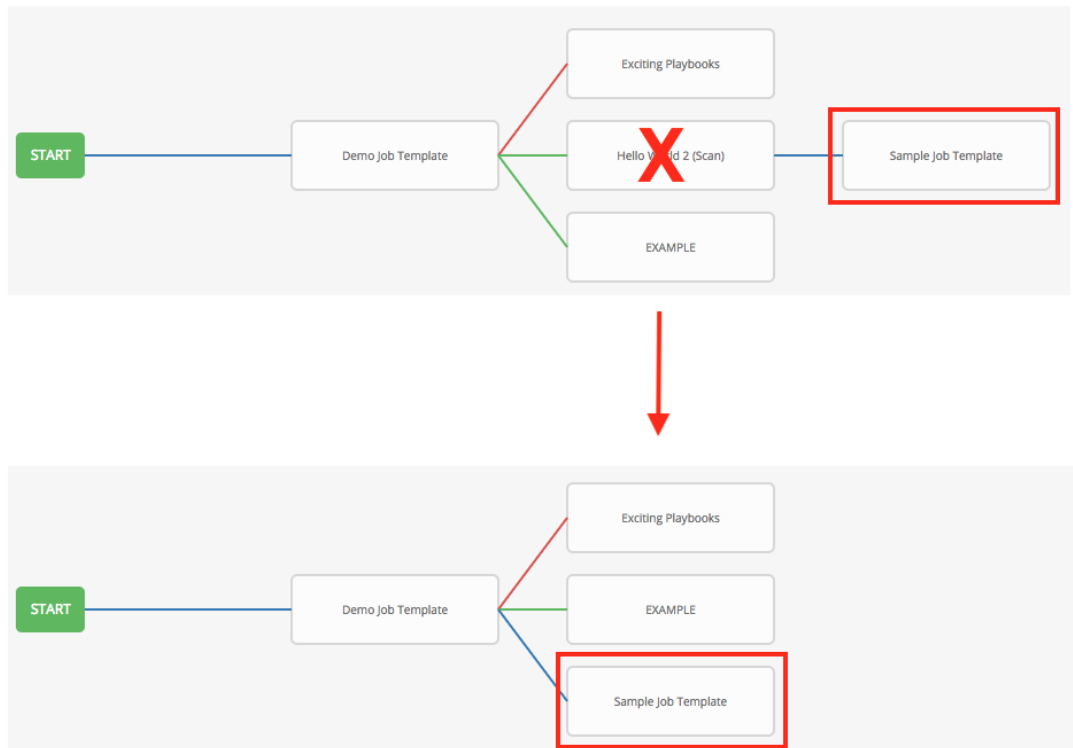 Exciting Playbooks
START
Demo Job Template
Hello World 2 (Scan)
X
Sample Job Template
EXAMPLE
Exciting Playbooks
START
Demo Job Template
EXAMPLE
Sample Job Template